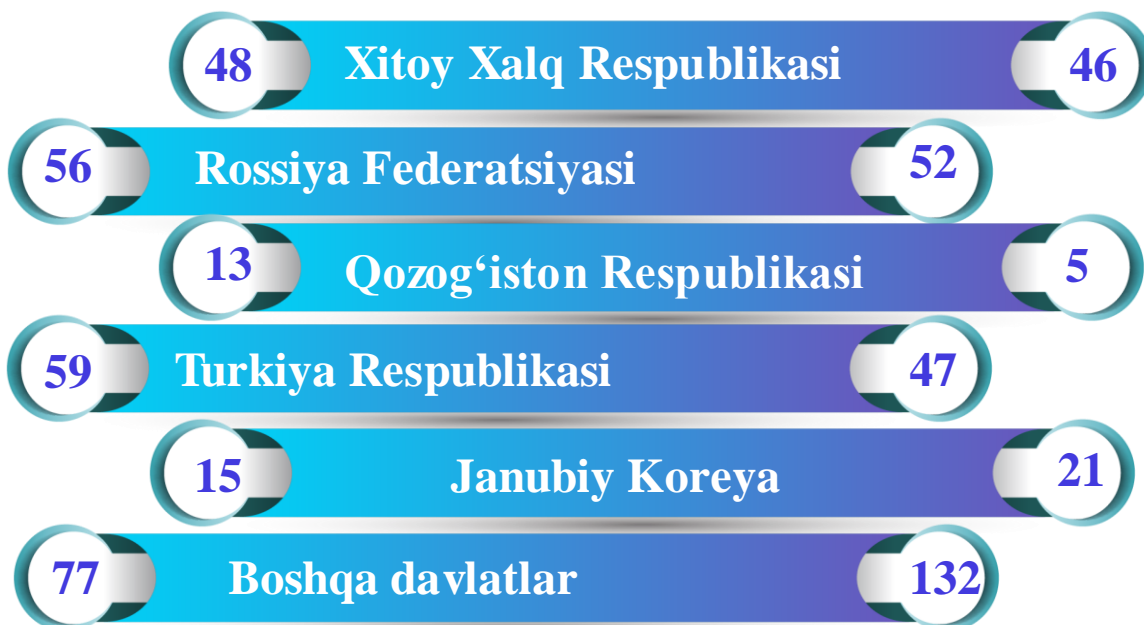 48 Xitoy Xalq Respublikasi 46
56 Rossiya Federatsiyasi 52
13 Qozog‘iston Respublikasi 5
59 Turkiya Respublikasi 47
15 Janubiy Koreya 21
77 Boshqa davlatlar 132